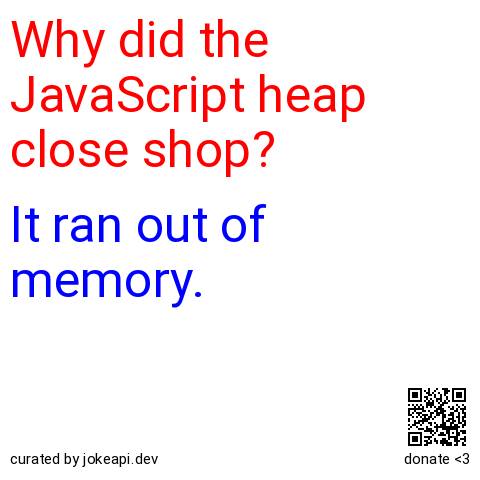 Why did the
JavaScript heap
close shop?
It ran out of
memory.
curated by jokeapi.dev
donate <3